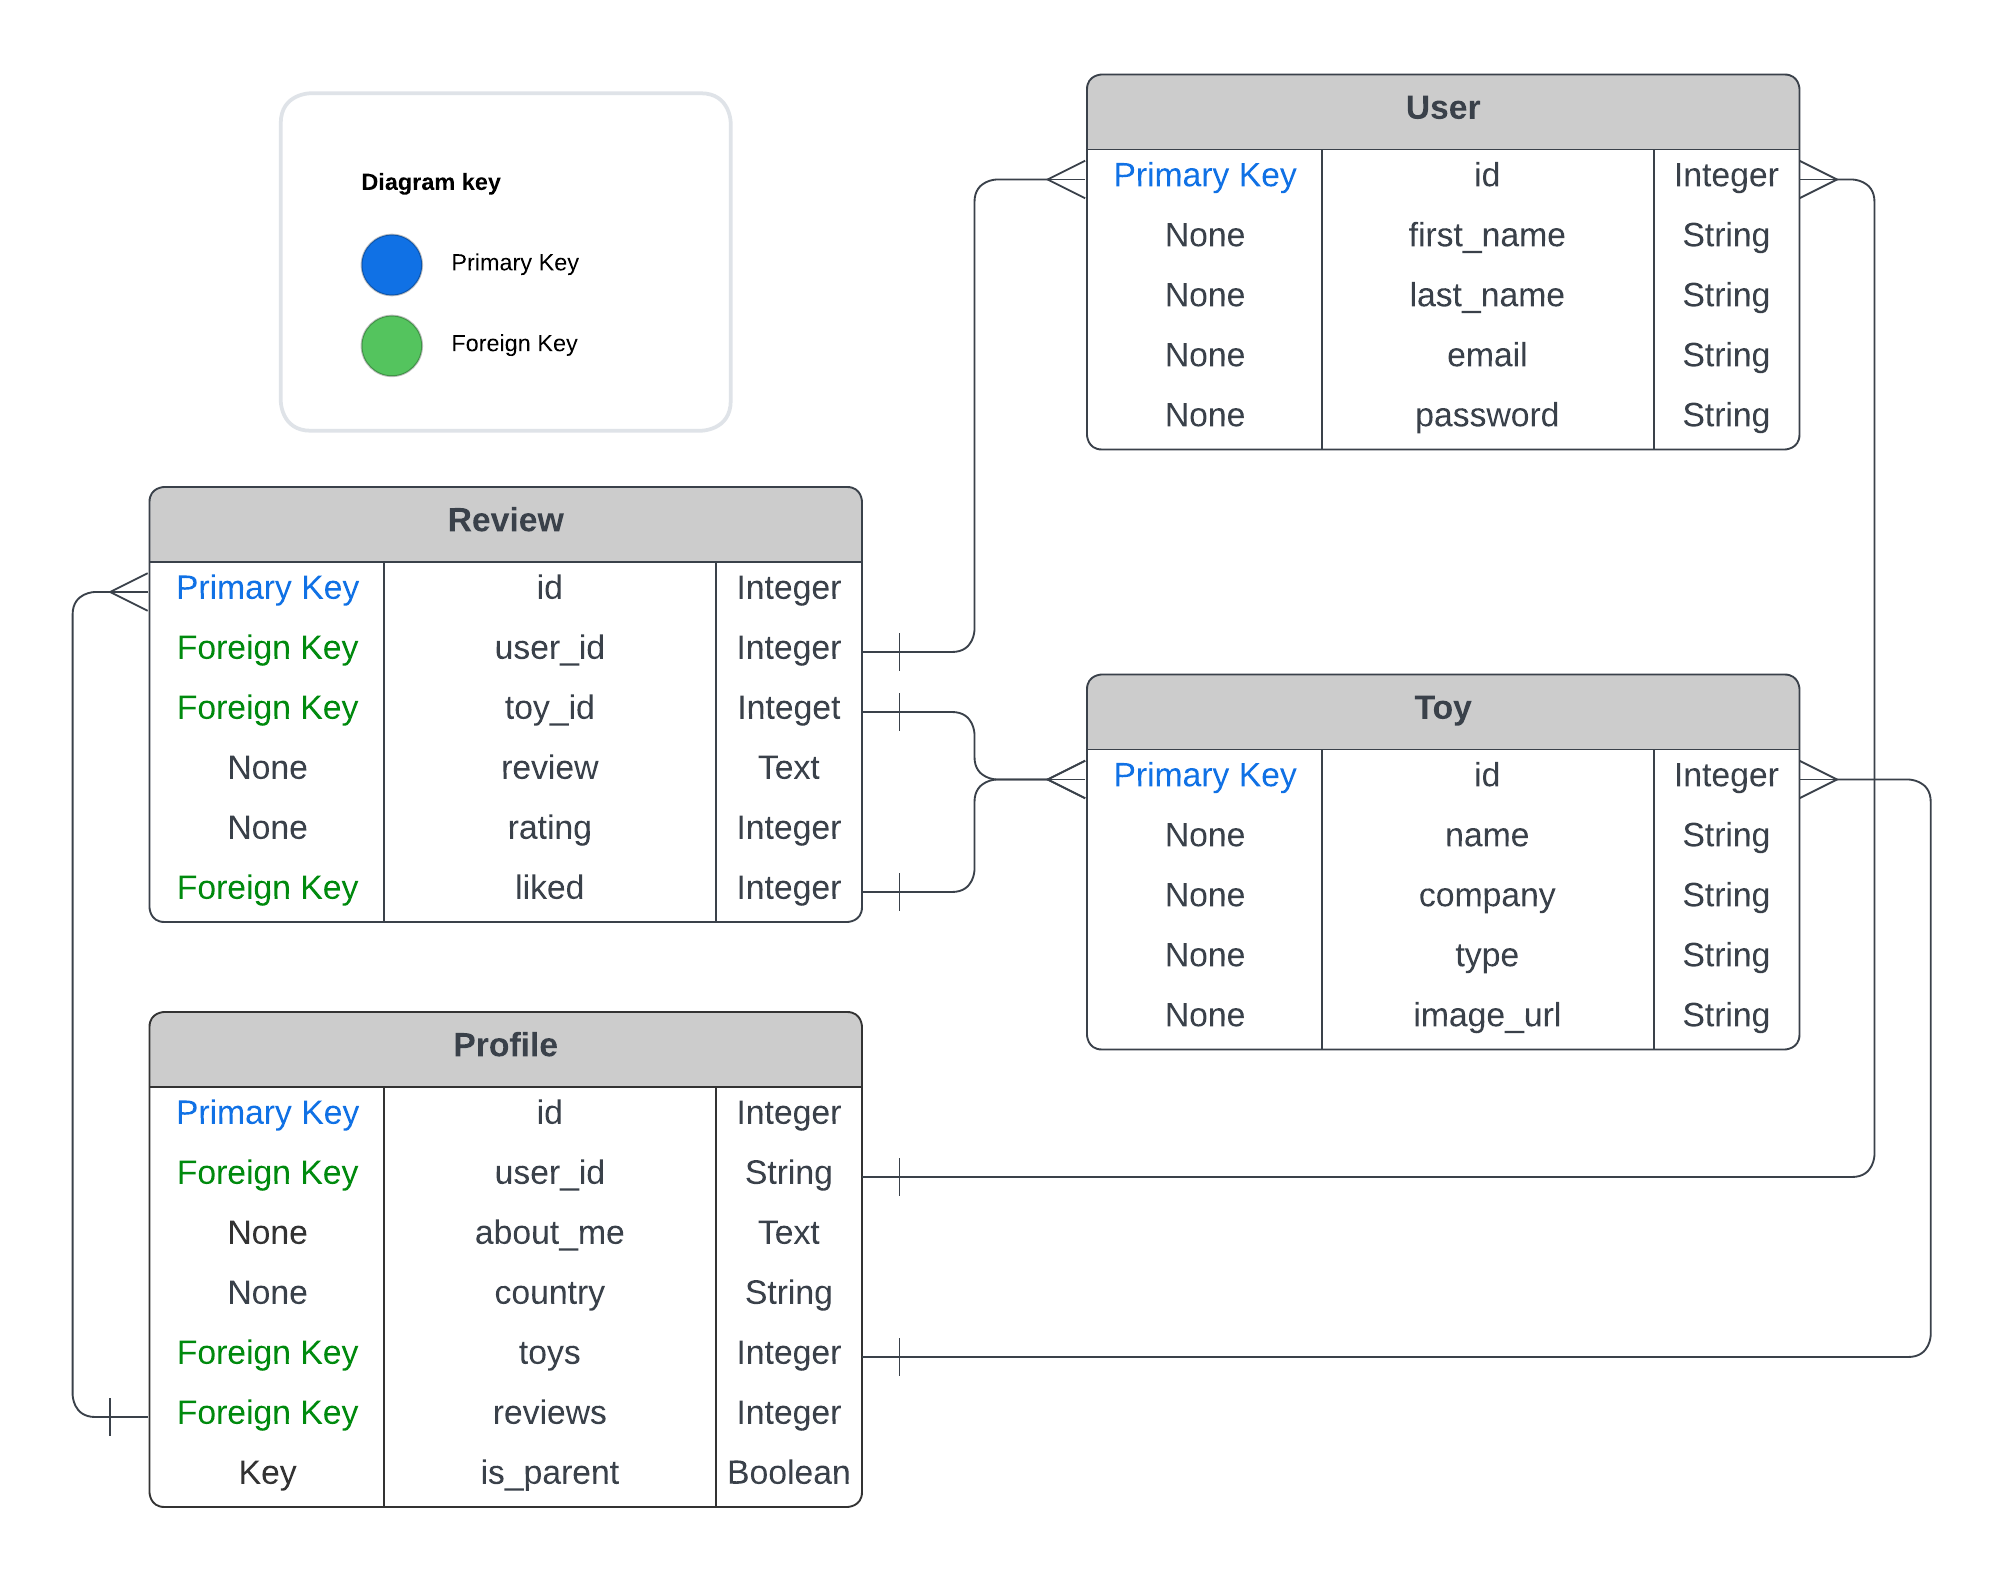 Diagram key
Primary Key
Foreign Key
User
Primary Key id Integer
None first_name String
None last_name String
None email String
None password String
Review
Primary Key id Integer
Foreign Key user_id Integer
Foreign Key toy_id Integet
None review Text
None rating Integer
Foreign Key liked Integer
Toy
Primary Key id Integer
None name String
None company String
None type String
None image_url String
Profile
Primary Key id Integer
Foreign Key user_id String
None about_me Text
None country String
Foreign Key toys Integer
Foreign Key reviews Integer
Key is_parent Boolean